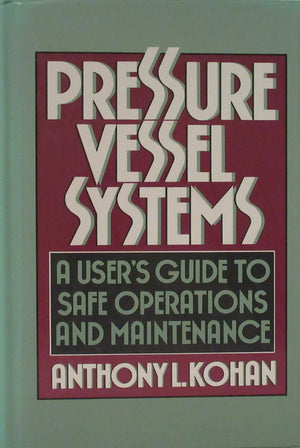 PRESSURE
VESSEL
SYSTEMS
A USER'S GUIDE TO
SAFE OPERATIONS
AND MAINTENANCE
ANTHONY L. KOHAN